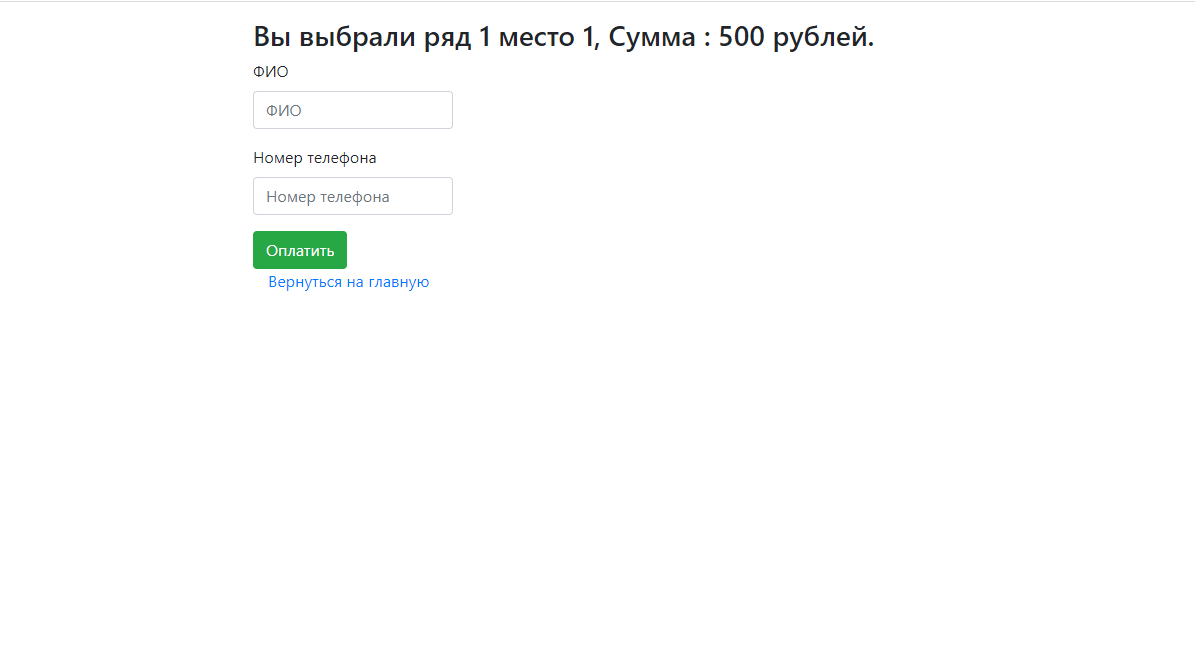 Вы выбрали ряд 1 место 1, Сумма : 500 рублей.
ФИО
ФИО
Номер телефона
Номер телефона
Оплатить
Вернуться на главную